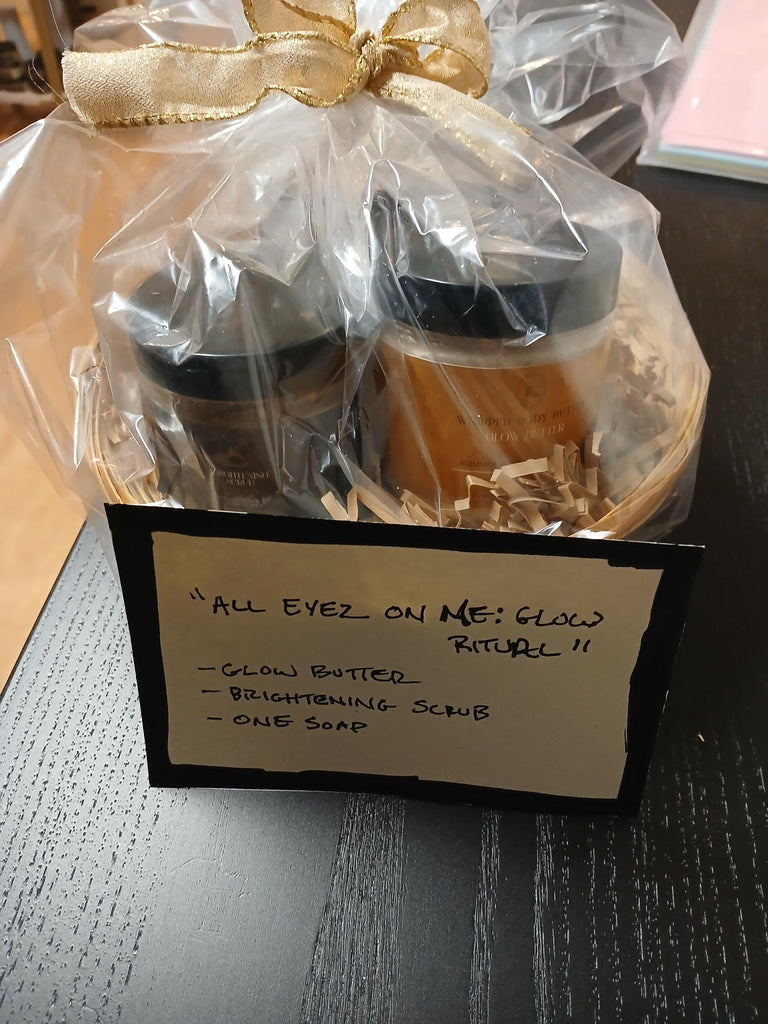 BRIGHTENING
SCRUB
WHIPPED BODY BUTTER
GLOW BUTTER
"ALL EYEZ ON ME: GLOW
RITUAL"
- GLOW BUTTER
- BRIGHTENING SCRUB
- ONE SOAP